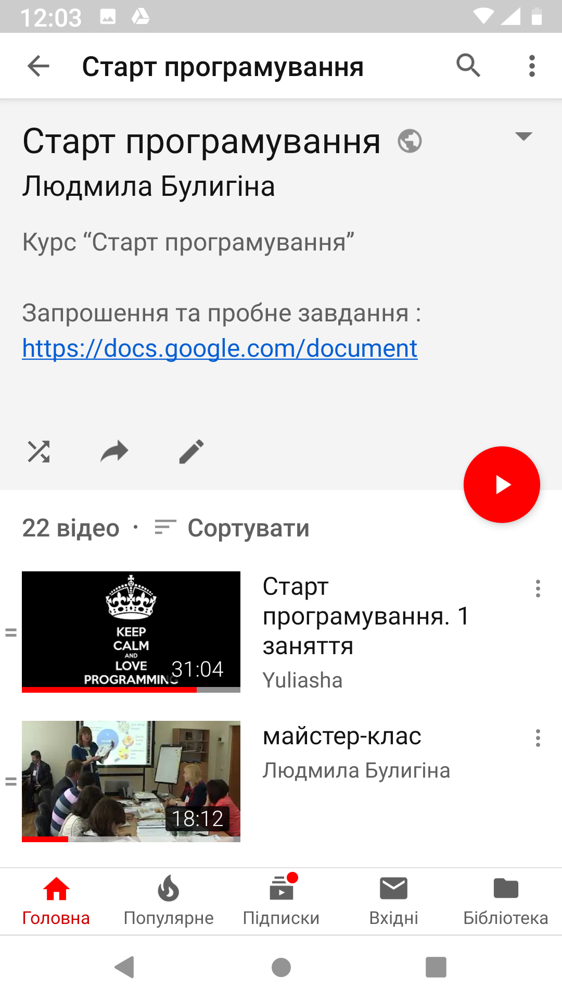 12:03
Старт програмування
Старт програмування
Людмила Булигіна
Курс “Старт програмування”
Запрошення та пробне завдання :
https://docs.google.com/document
22 відео · Сортувати
KEEP
CALM
AND
LOVE
PROGRAMMING
31:04
Старт
програмування. 1
заняття
Yuliasha
18:12
майстер-клас
Людмила Булигіна
Головна
Популярне
Підписки
Вхідні
Бібліотека